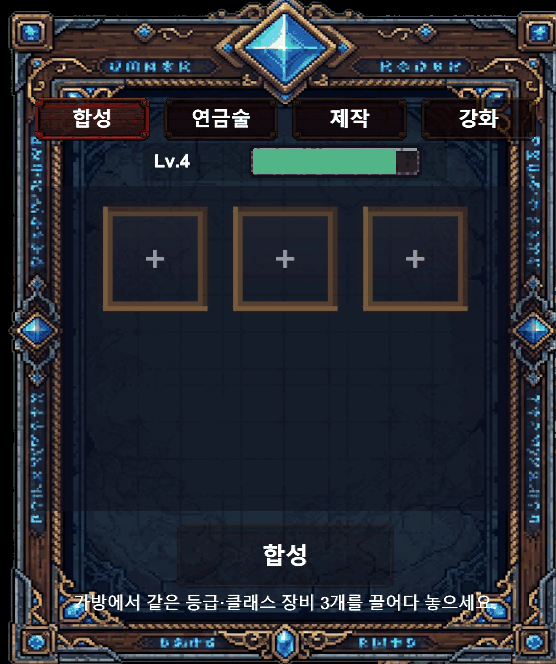 합성 연금술 제작 강화
Lv.4
+ + +
합성
가방에서 같은 등급·클래스 장비 3개를 끌어다 놓으세요.